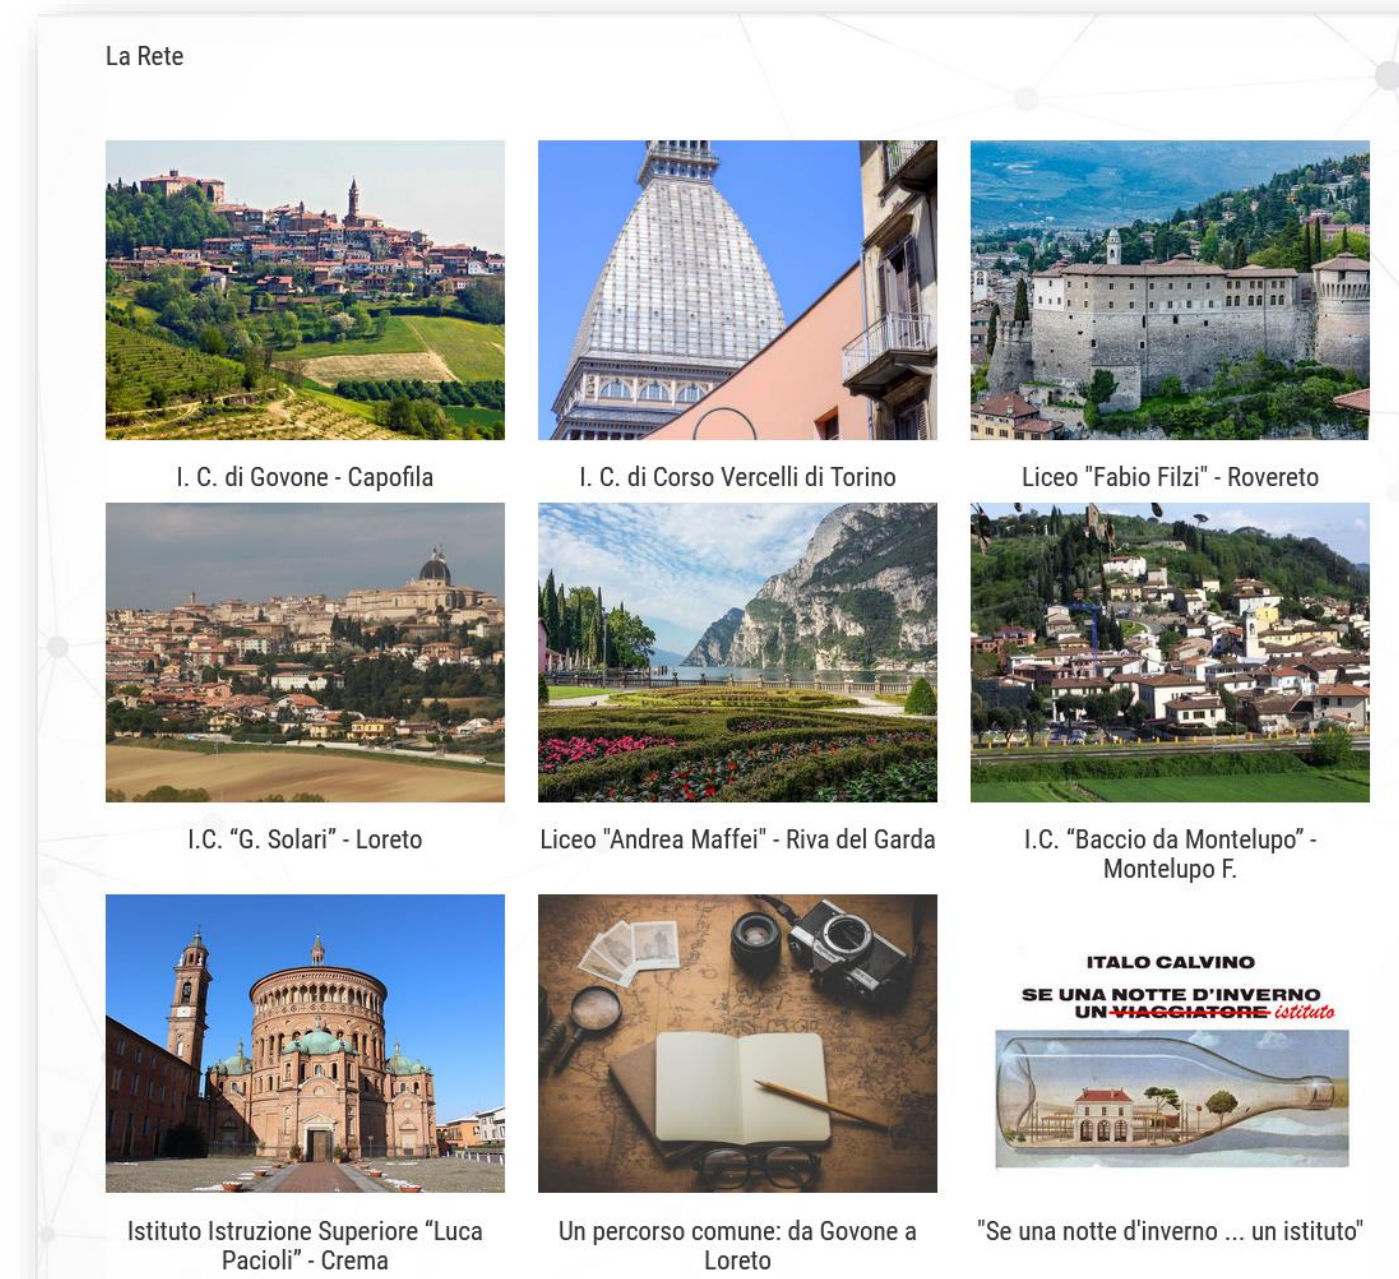 La Rete
I. C. di Govone - Capofila
I. C. di Corso Vercelli di Torino
Liceo "Fabio Filzi" - Rovereto
I.C. “G. Solari” - Loreto
Liceo "Andrea Maffei" - Riva del Garda
I.C. “Baccio da Montelupo” -
Montelupo F.
ITALO CALVINO
SE UNA NOTTE D'INVERNO
UN VIAGGIATORE istituto
Istituto Istruzione Superiore “Luca
Pacioli” - Crema
Un percorso comune: da Govone a
Loreto
"Se una notte d'inverno ... un istituto"